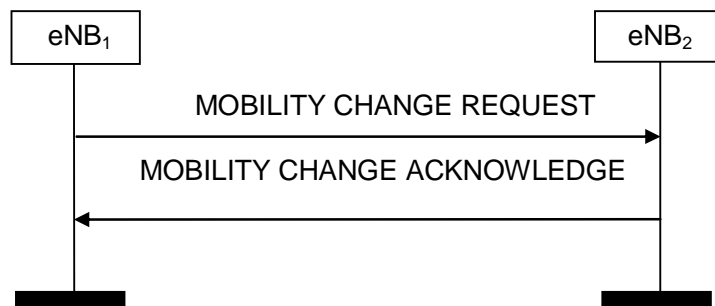 eNB₁
eNB₂
MOBILITY CHANGE REQUEST
MOBILITY CHANGE ACKNOWLEDGE